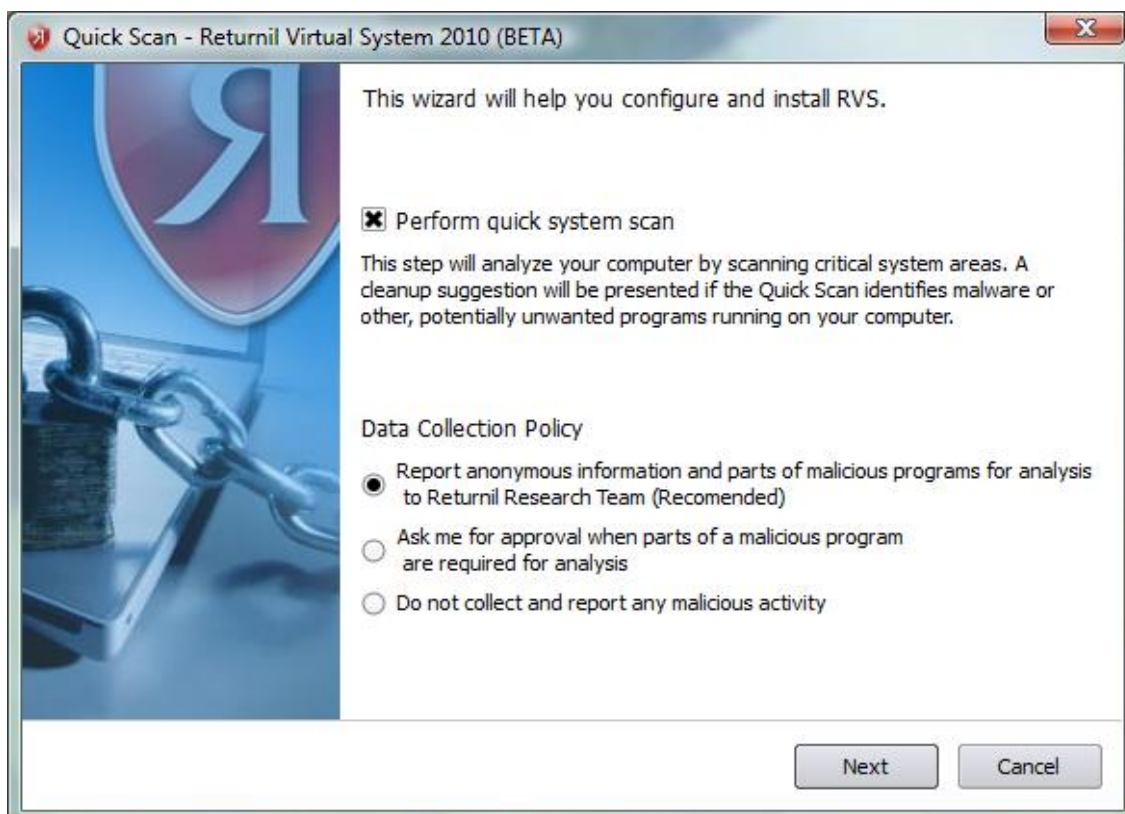 Quick Scan - Returnil Virtual System 2010 (BETA)
This wizard will help you configure and install RVS.
Perform quick system scan
This step will analyze your computer by scanning critical system areas. A
cleanup suggestion will be presented if the Quick Scan identifies malware or
other, potentially unwanted programs running on your computer.
Data Collection Policy
Report anonymous information and parts of malicious programs for analysis
to Returnil Research Team (Recomended)
Ask me for approval when parts of a malicious program
are required for analysis
Do not collect and report any malicious activity
Next Cancel